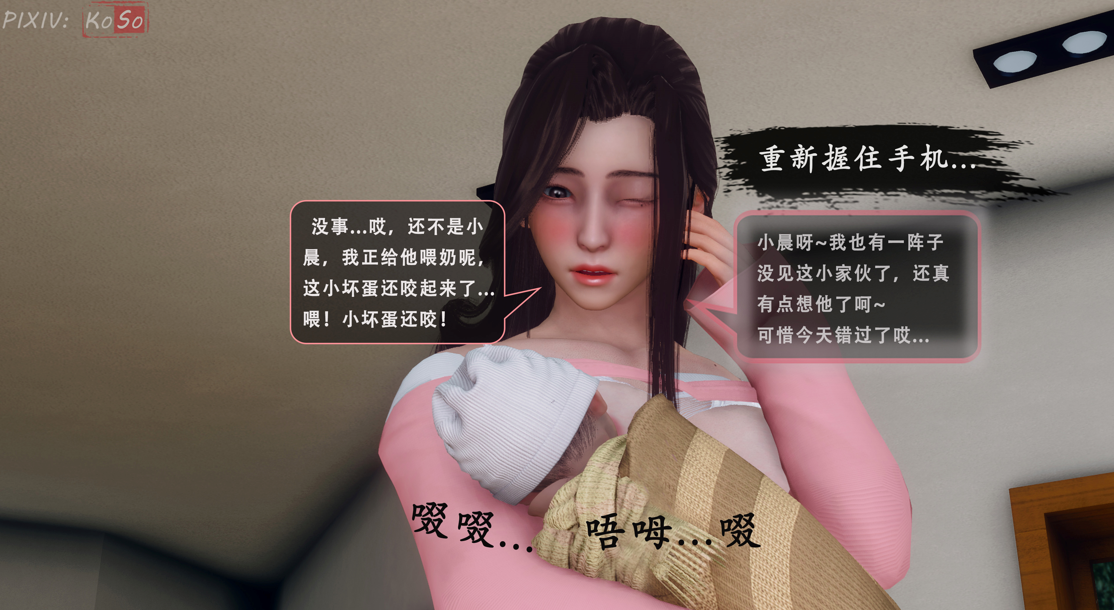 PIXIV: KoSo
重新握住手机...
没事...哎，还不是小
晨，我正给他喂奶呢，
这小坏蛋还咬起来了...
喂！小坏蛋还咬！
小晨呀~我也有一阵子
没见这小家伙了，还真
有点想他了呵~
可惜今天错过了哎...
啜啜... 唔呣...啜